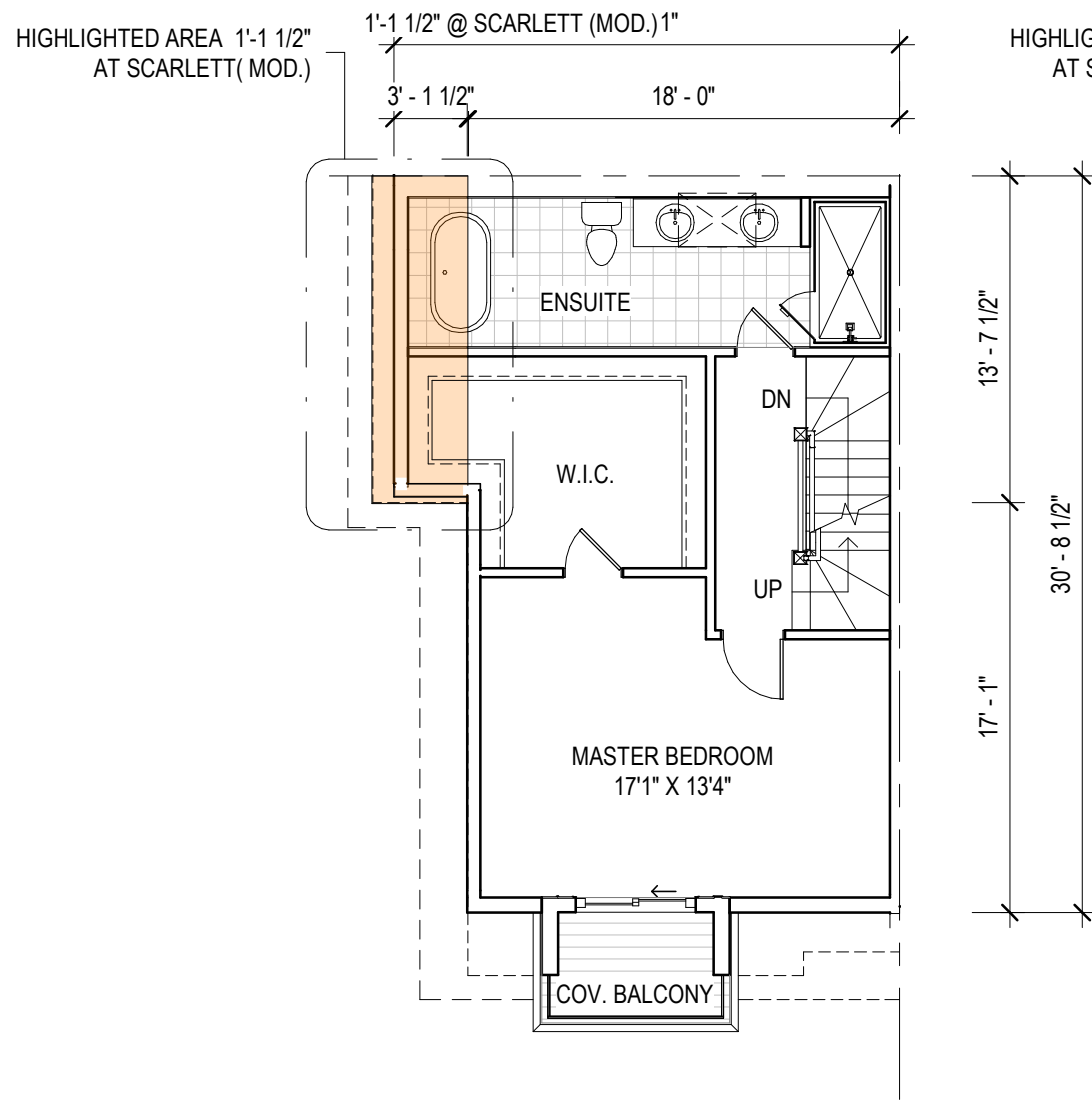 1'-1 1/2" @ SCARLETT (MOD.) 1"
HIGHLIGHTED AREA 1'-1 1/2"
AT SCARLETT( MOD.)
HIGHLIG
AT S
3' - 1 1/2"
18' - 0"
ENSUITE
13' - 7 1/2"
DN
W.I.C.
30' - 8 1/2"
UP
17' - 1"
MASTER BEDROOM
17'1" X 13'4"
COV. BALCONY